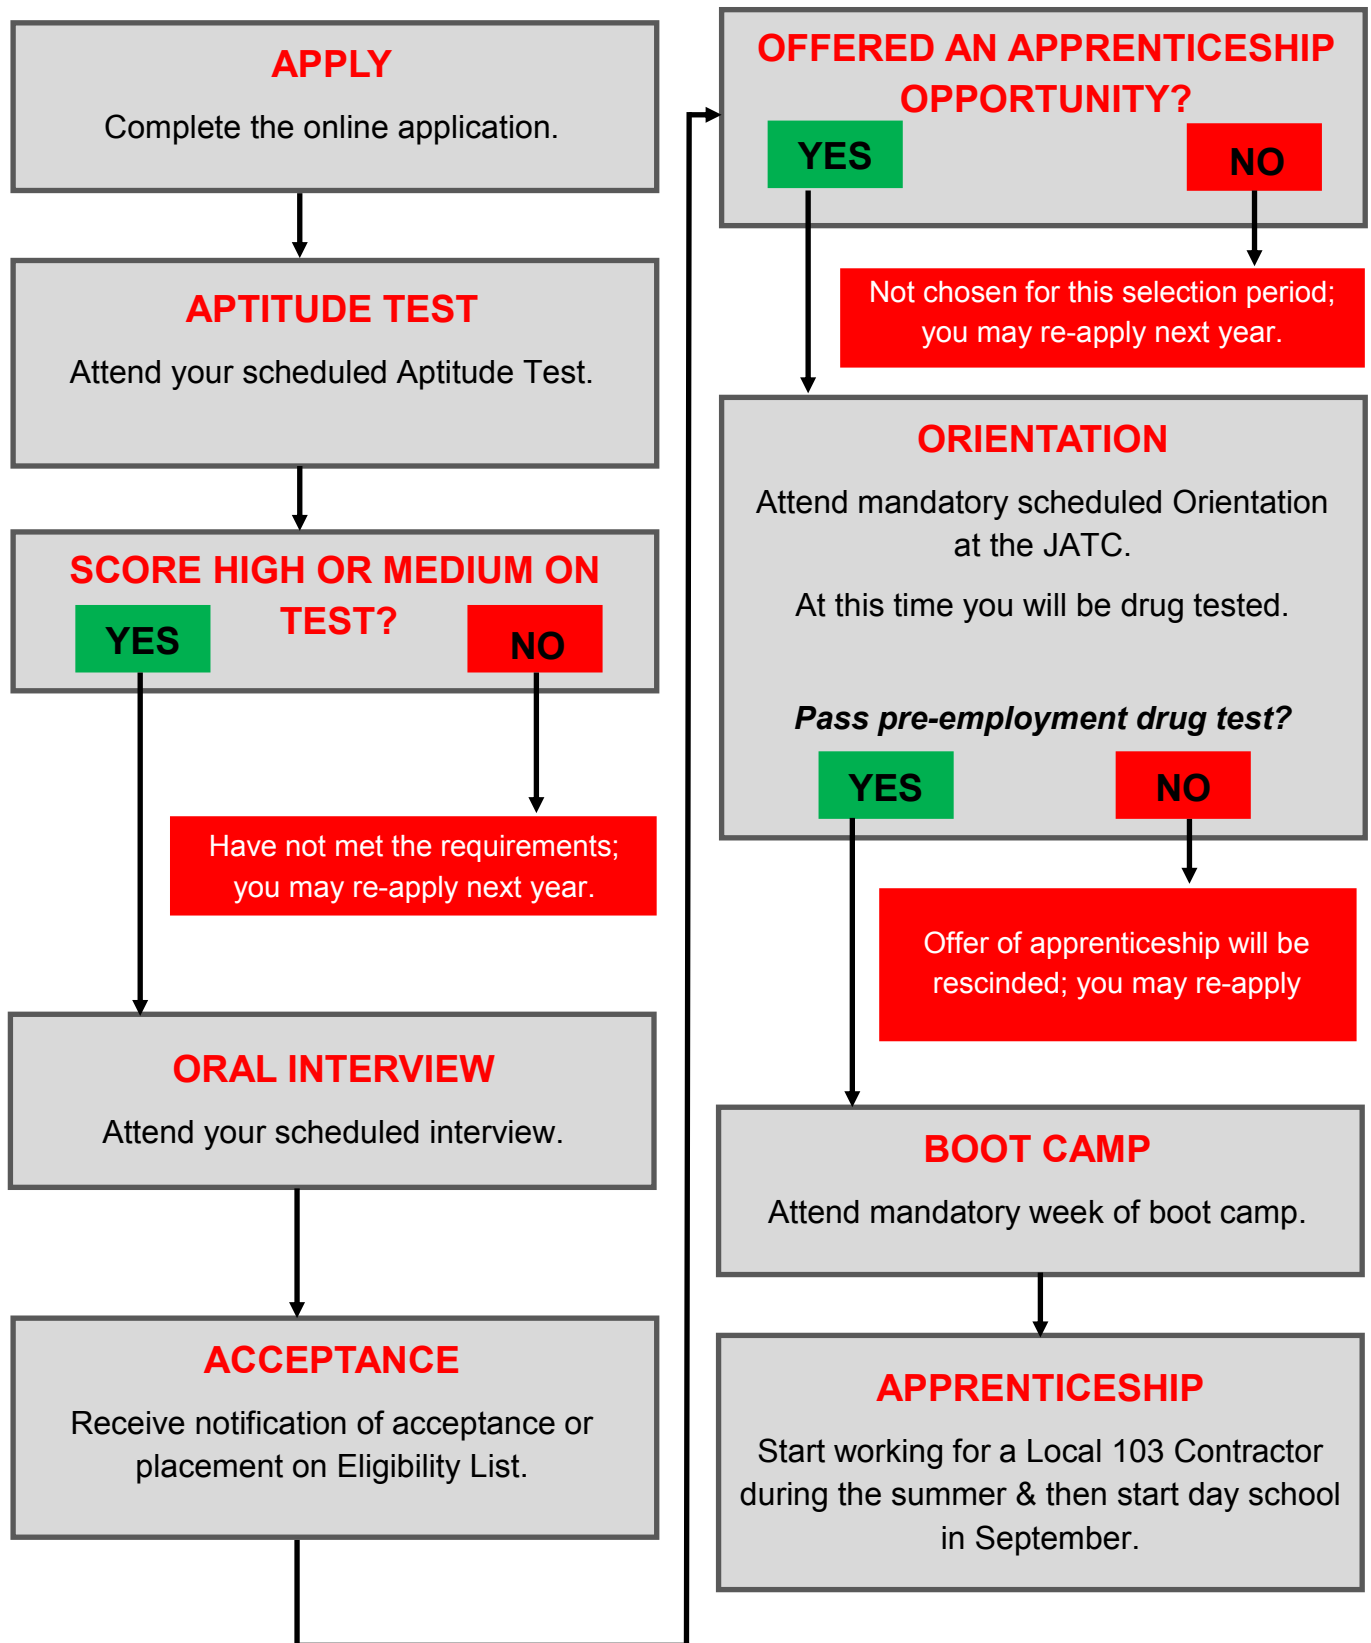 APPLY
Complete the online application.
APTITUDE TEST
Attend your scheduled Aptitude Test.
SCORE HIGH OR MEDIUM ON
TEST?
YES
NO
Have not met the requirements;
you may re-apply next year.
ORAL INTERVIEW
Attend your scheduled interview.
ACCEPTANCE
Receive notification of acceptance or
placement on Eligibility List.
OFFERED AN APPRENTICESHIP
OPPORTUNITY?
YES
NO
Not chosen for this selection period;
you may re-apply next year.
ORIENTATION
Attend mandatory scheduled Orientation
at the JATC.
At this time you will be drug tested.
Pass pre-employment drug test?
YES
NO
Offer of apprenticeship will be
rescinded; you may re-apply
BOOT CAMP
Attend mandatory week of boot camp.
APPRENTICESHIP
Start working for a Local 103 Contractor
during the summer & then start day school
in September.